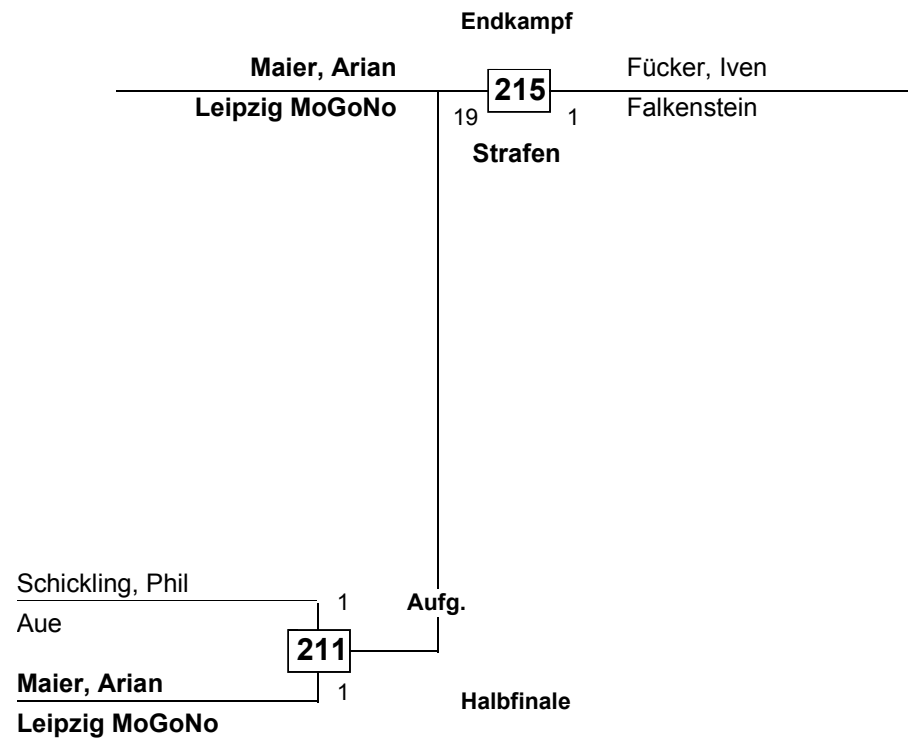 Endkampf
Maier, Arian
215
Fücker, Iven
Leipzig MoGoNo
19
1
Falkenstein
Strafen
Schickling, Phil
1
Aufg.
Aue
211
Maier, Arian
1
Halbfinale
Leipzig MoGoNo